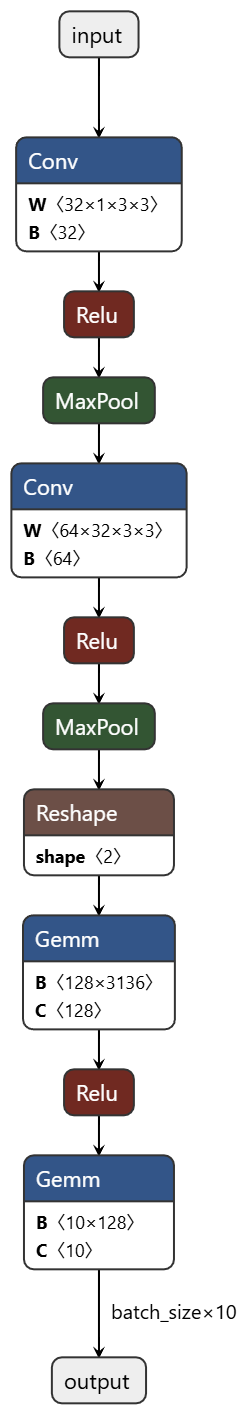 input
Conv
W〈32×1×3×3〉
B〈32〉
Relu
MaxPool
Conv
W〈64×32×3×3〉
B〈64〉
Relu
MaxPool
Reshape
shape〈2〉
Gemm
B〈128×3136〉
C〈128〉
Relu
Gemm
B〈10×128〉
C〈10〉
batch_size×10
output